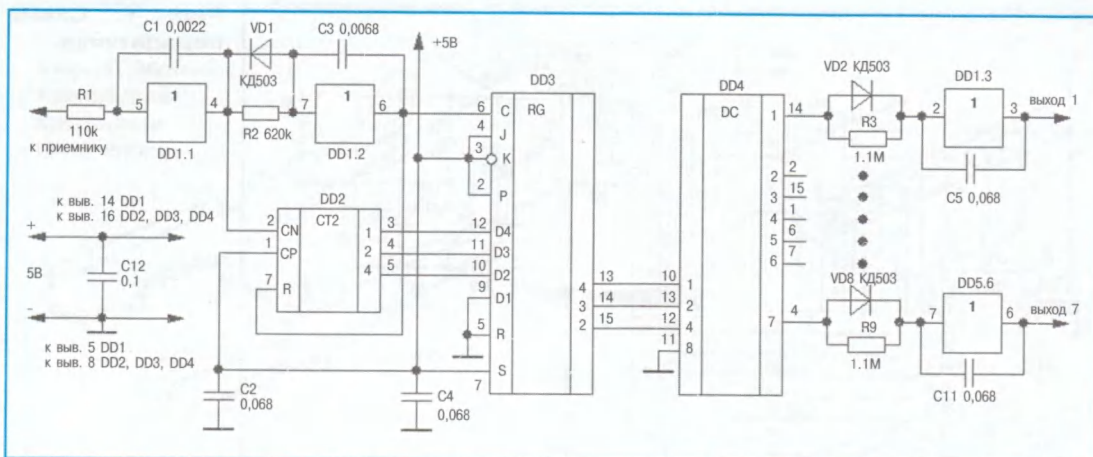 C1 0,0022
VD1
C3 0,0068
+5В
R1
110k
к приемнику
5
1
4
DD1.1
КД503
R2 620k
7
1
6
DD1.2
DD3
RG
6 C
4 J
3 K
2 P
12 D4
11 D3
10 D2
9 D1
5 R
7 S
4 13
3 14
2 15
DD2
CT2
2 CN
1 CP
7 R
1 3
2 4
4 5
к выв. 14 DD1
к выв. 16 DD2, DD3, DD4
+
5В
-
C12
0,1
к выв. 5 DD1
к выв. 8 DD2, DD3, DD4
C2
0,068
C4
0,068
DD4
DC
10 1
13 2
12 4
11 8
1 14
2 2
3 15
4 1
5 6
6 7
7 4
VD2 КД503
R3
1.1M
2
1
3
выход 1
DD1.3
C5 0,068
VD8 КД503
R9
1.1M
DD5.6
7
1
6
выход 7
C11 0,068